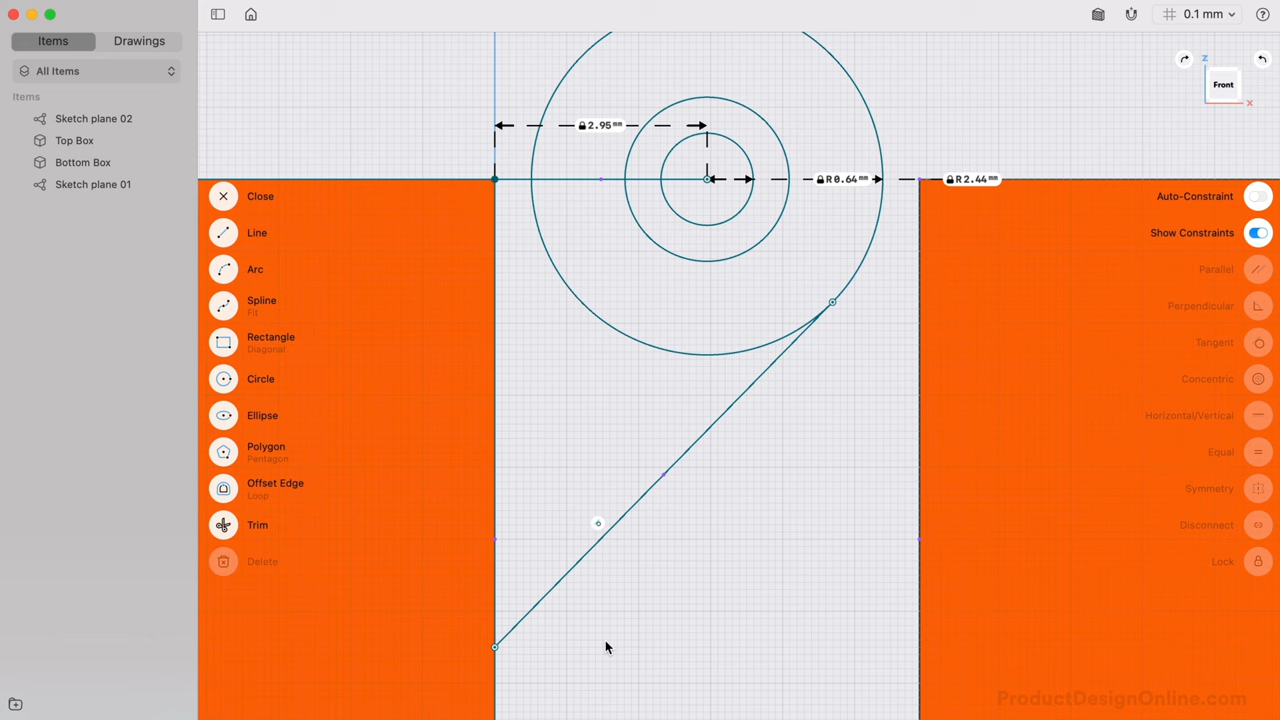 0.1 mm
Items
Drawings
All Items
Items
Sketch plane 02
Top Box
Bottom Box
Sketch plane 01
Z
Front
X
2.95 mm
R0.64 mm
R2.44 mm
Close
Line
Arc
Spline
Fit
Rectangle
Diagonal
Circle
Ellipse
Polygon
Pentagon
Offset Edge
Loop
Trim
Delete
Auto-Constraint
Show Constraints
Parallel
Perpendicular
Tangent
Concentric
Horizontal/Vertical
Equal
Symmetry
Disconnect
Lock
ProductDesignOnline.com